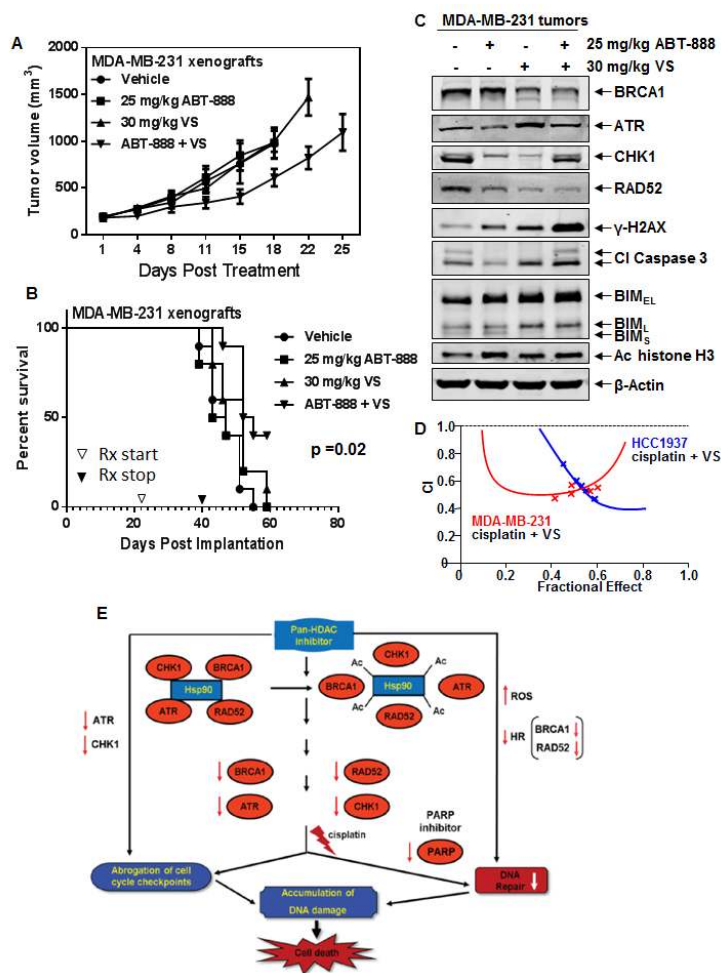 A
MDA-MB-231 xenografts
Vehicle
25 mg/kg ABT-888
30 mg/kg VS
ABT-888 + VS
Tumor volume (mm3)
2000
1500
1000
500
0
1 4 8 11 15 18 22 25
Days Post Treatment
B
MDA-MB-231 xenografts
Vehicle
25 mg/kg ABT-888
30 mg/kg VS
ABT-888 + VS
p =0.02
Rx start
Rx stop
Percent survival
100
50
0
0 20 40 60 80
Days Post Implantation
C
MDA-MB-231 tumors
- + - + 25 mg/kg ABT-888
- - + + 30 mg/kg VS
BRCA1
ATR
CHK1
RAD52
γ-H2AX
Cl Caspase 3
BIMEL
BIML
BIMS
Ac histone H3
β-Actin
D
CI
1.0
0.8
0.6
0.4
0.2
0
HCC1937
cisplatin + VS
MDA-MB-231
cisplatin + VS
0 0.2 0.4 0.6 0.8 1.0
Fractional Effect
E
Pan-HDAC
inhibitor
CHK1 BRCA1
Hsp90
ATR RAD52
CHK1
Ac Ac
BRCA1 Hsp90 ATR
Ac Ac
RAD52
ATR
CHK1
ROS
HR
BRCA1
RAD52
BRCA1 RAD52
ATR CHK1
cisplatin
PARP
inhibitor
PARP
Abrogation of cell
cycle checkpoints
Accumulation of
DNA damage
DNA
Repair
Cell death